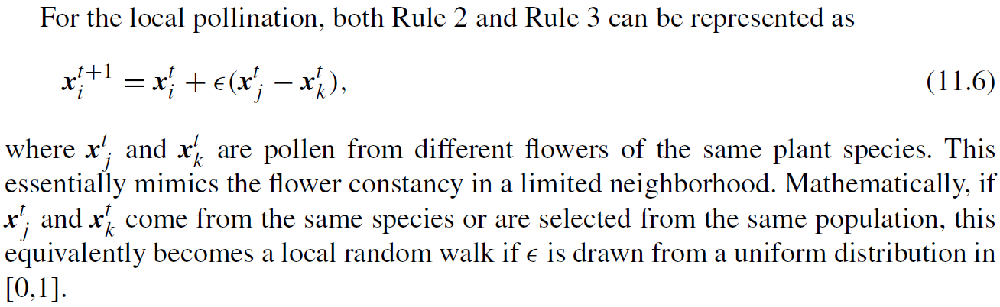 For the local pollination, both Rule 2 and Rule 3 can be represented as
$\boldsymbol{x}_i^{t+1} = \boldsymbol{x}_i^t + \epsilon(\boldsymbol{x}_j^t - \boldsymbol{x}_k^t),$ (11.6)
where $\boldsymbol{x}_j^t$ and $\boldsymbol{x}_k^t$ are pollen from different flowers of the same plant species. This
essentially mimics the flower constancy in a limited neighborhood. Mathematically, if
$\boldsymbol{x}_j^t$ and $\boldsymbol{x}_k^t$ come from the same species or are selected from the same population, this
equivalently becomes a local random walk if $\epsilon$ is drawn from a uniform distribution in
[0,1].